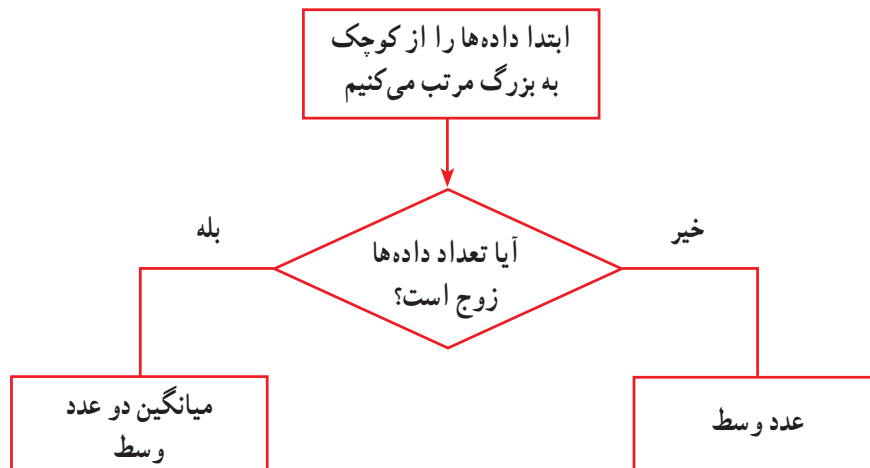 ابتدا داده‌ها را از کوچک
به بزرگ مرتب می‌کنیم
خیر
بله
آیا تعداد داده‌ها
زوج است؟
عدد وسط
میانگین دو عدد
وسط